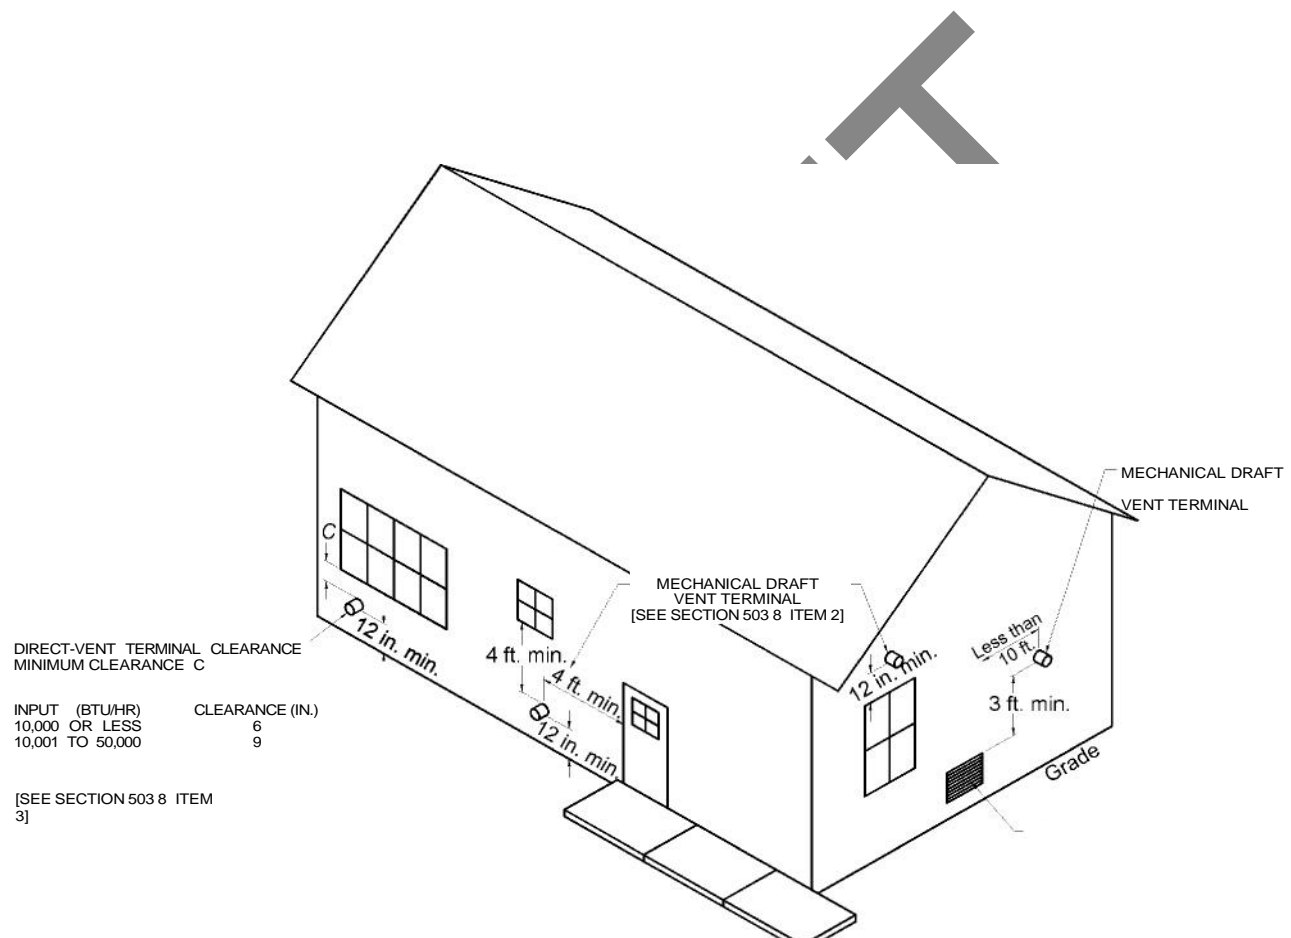 MECHANICAL DRAFT
VENT TERMINAL
C
MECHANICAL DRAFT
VENT TERMINAL
[SEE SECTION 503 8 ITEM 2]
DIRECT-VENT TERMINAL CLEARANCE
MINIMUM CLEARANCE C
12 in. min.
4 ft. min.
4 ft. min.
12 in. min.
12 in. min.
Less than
10 ft.
3 ft. min.
Grade
INPUT (BTU/HR) CLEARANCE (IN.)
10,000 OR LESS 6
10,001 TO 50,000 9
[SEE SECTION 503 8 ITEM
3]